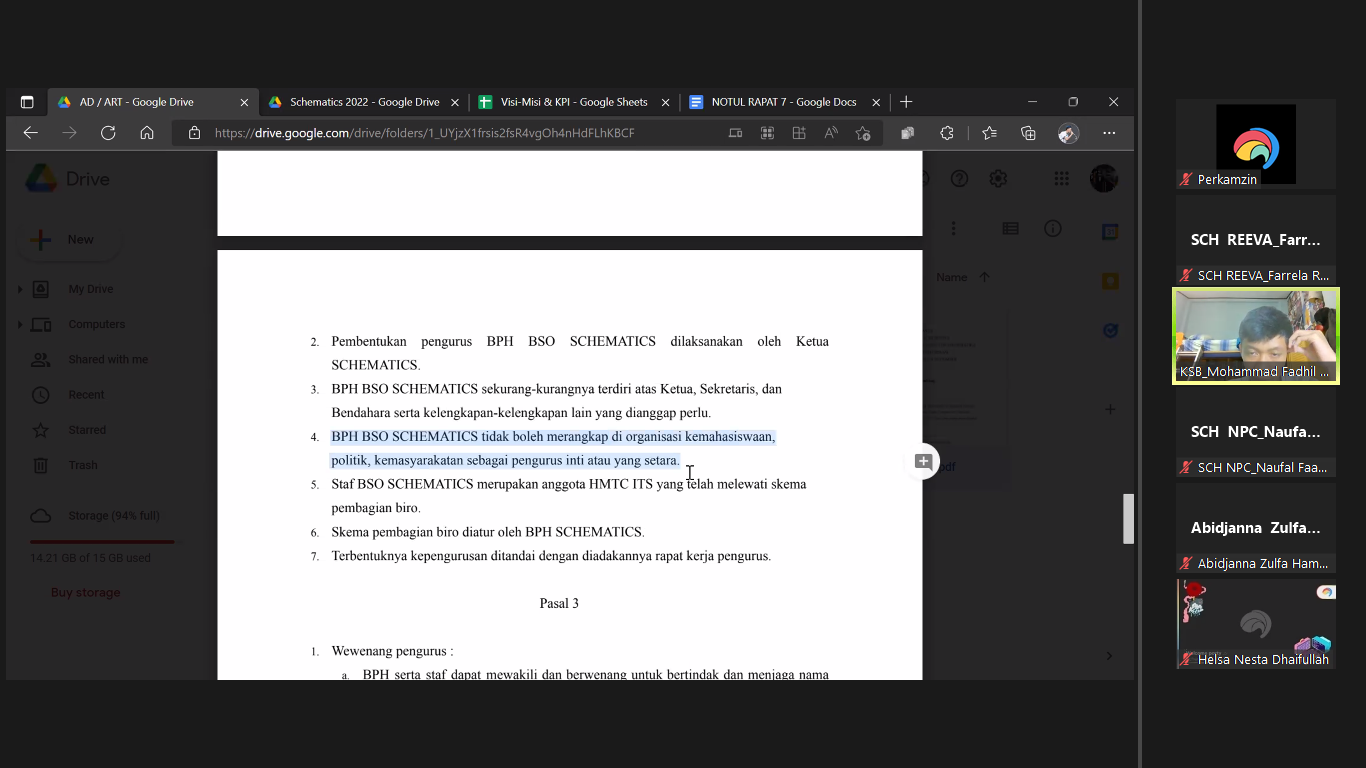 AD / ART - Google Drive
Schematics 2022 - Google Drive
Visi-Misi & KPI - Google Sheets
NOTUL RAPAT 7 - Google Docs
https://drive.google.com/drive/folders/1_UYjzX1frsis2fsR4vgOh4nHdFLhKBCF
Drive
New
My Drive
Computers
Shared with me
Recent
Starred
Trash
Storage (94% full)
14.21 GB of 15 GB used
Buy storage
Name
pdf
2. Pembentukan pengurus BPH BSO SCHEMATICS dilaksanakan oleh Ketua
SCHEMATICS.
3. BPH BSO SCHEMATICS sekurang-kurangnya terdiri atas Ketua, Sekretaris, dan
Bendahara serta kelengkapan-kelengkapan lain yang dianggap perlu.
4. BPH BSO SCHEMATICS tidak boleh merangkap di organisasi kemahasiswaan,
politik, kemasyarakatan sebagai pengurus inti atau yang setara.
5. Staf BSO SCHEMATICS merupakan anggota HMTC ITS yang telah melewati skema
pembagian biro.
6. Skema pembagian biro diatur oleh BPH SCHEMATICS.
7. Terbentuknya kepengurusan ditandai dengan diadakannya rapat kerja pengurus.
Pasal 3
1. Wewenang pengurus :
a. BPH serta staf dapat mewakili dan berwenang untuk bertindak dan menjaga nama
Perkamzin
SCH REEVA_Farr...
SCH REEVA_Farrela R...
KSB_Mohammad Fadhil ...
SCH NPC_Naufa...
SCH NPC_Naufal Faa...
Abidjanna Zulfa...
Abidjanna Zulfa Ham...
Helsa Nesta Dhaifullah